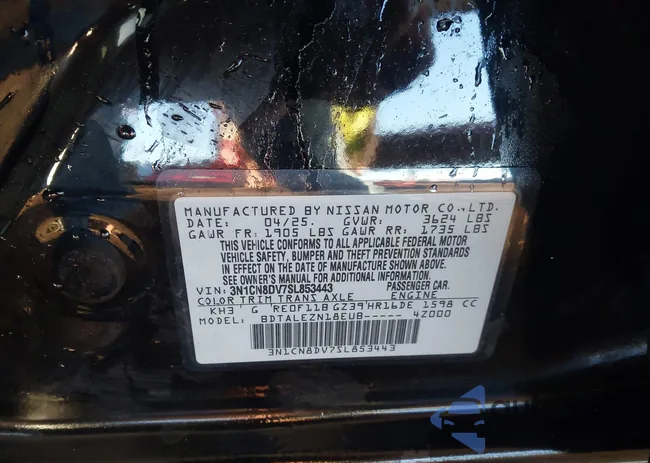 MANUFACTURED BY NISSAN MOTOR CO.,LTD.
DATE: 04/25. GVWR: 3624 LBS
GAWR FR: 1905 LBS GAWR RR: 1735 LBS
THIS VEHICLE CONFORMS TO ALL APPLICABLE FEDERAL MOTOR
VEHICLE SAFETY, BUMPER AND THEFT PREVENTION STANDARDS
IN EFFECT ON THE DATE OF MANUFACTURE SHOWN ABOVE.
SEE OWNER'S MANUAL FOR ADDITIONAL INFORMATION.
VIN: 3N1CN8DV7SL853443 PASSENGER CAR.
COLOR TRIM TRANS AXLE ENGINE
KH3 G RE0F11B GZ39 HR16DE 1598 CC
MODEL: BDTALEZN18EUB----- 4Z000
3N1CN8DV7SL853443